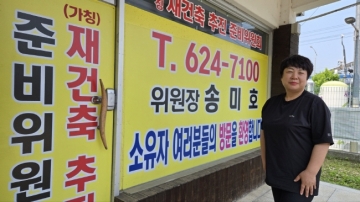 (가칭)
재건축 추
준비위원
재건축 추진 준비위원회
T. 624-7100
위원장 송미호
소유자 여러분들의 방문을 환영합니다